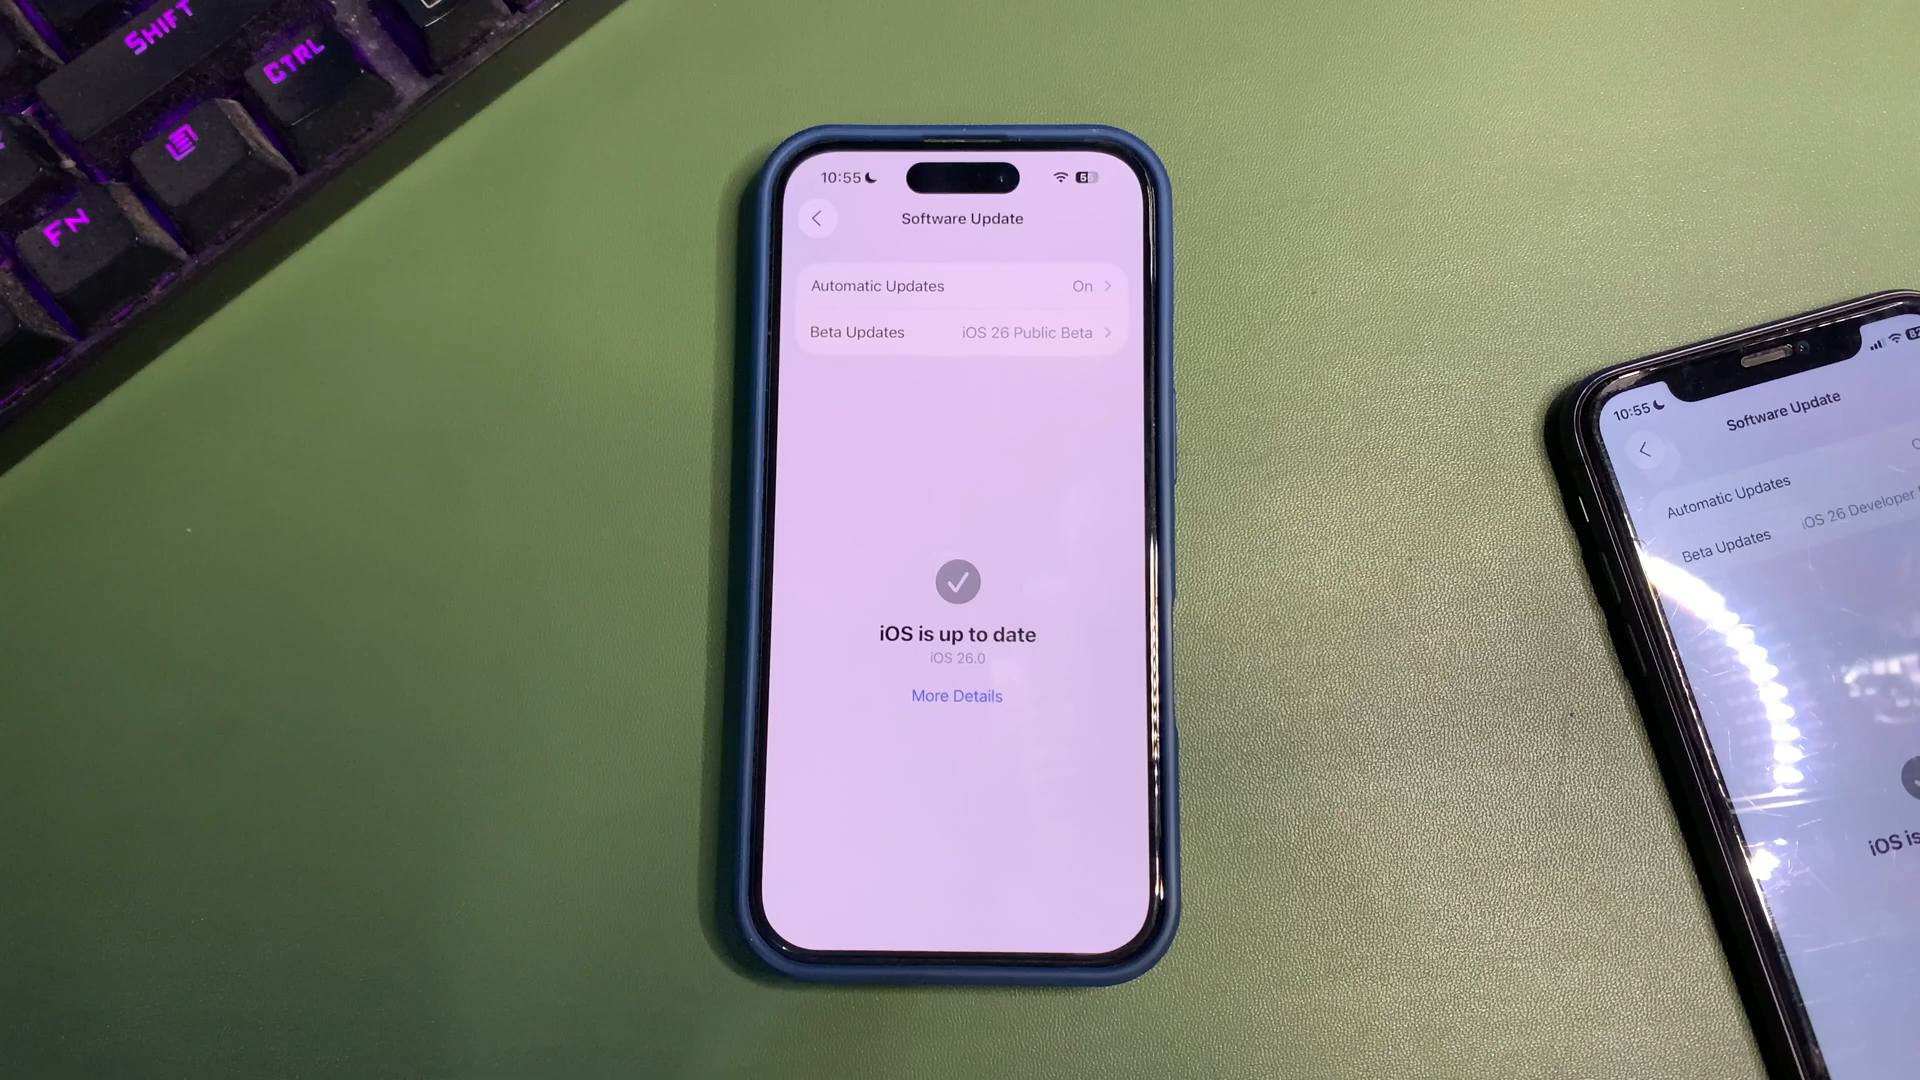 SHIFT
CTRL
FN
10:55
Software Update
Automatic Updates On
Beta Updates iOS 26 Public Beta
iOS is up to date
iOS 26.0
More Details
10:55
Software Update
Automatic Updates
Beta Updates iOS 26 Developer
iOS is